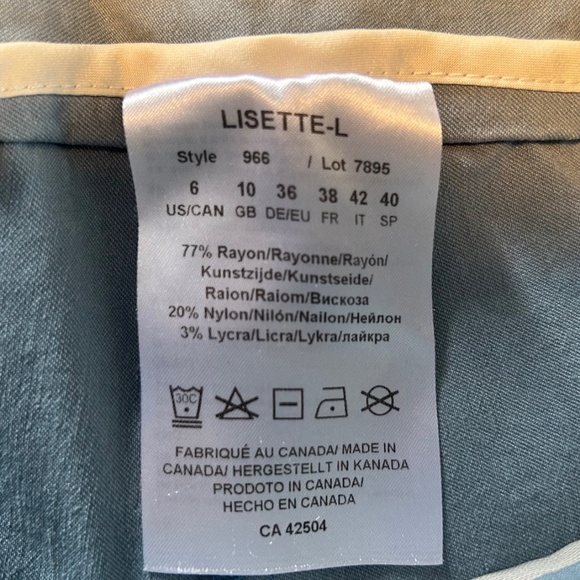 LISETTE-L
Style 966 / Lot 7895
6 10 36 38 42 40
US/CAN GB DE/EU FR IT SP
77% Rayon/Rayonne/Rayón/
Kunstzijde/Kunstseide/
Raion/Raiom/Вискоза
20% Nylon/Nilón/Nailon/Нейлон
3% Lycra/Licra/Lykra/лайкра
30C
FABRIQUÉ AU CANADA/ MADE IN
CANADA/ HERGESTELLT IN KANADA
PRODOTO IN CANADA/
HECHO EN CANADA
CA 42504